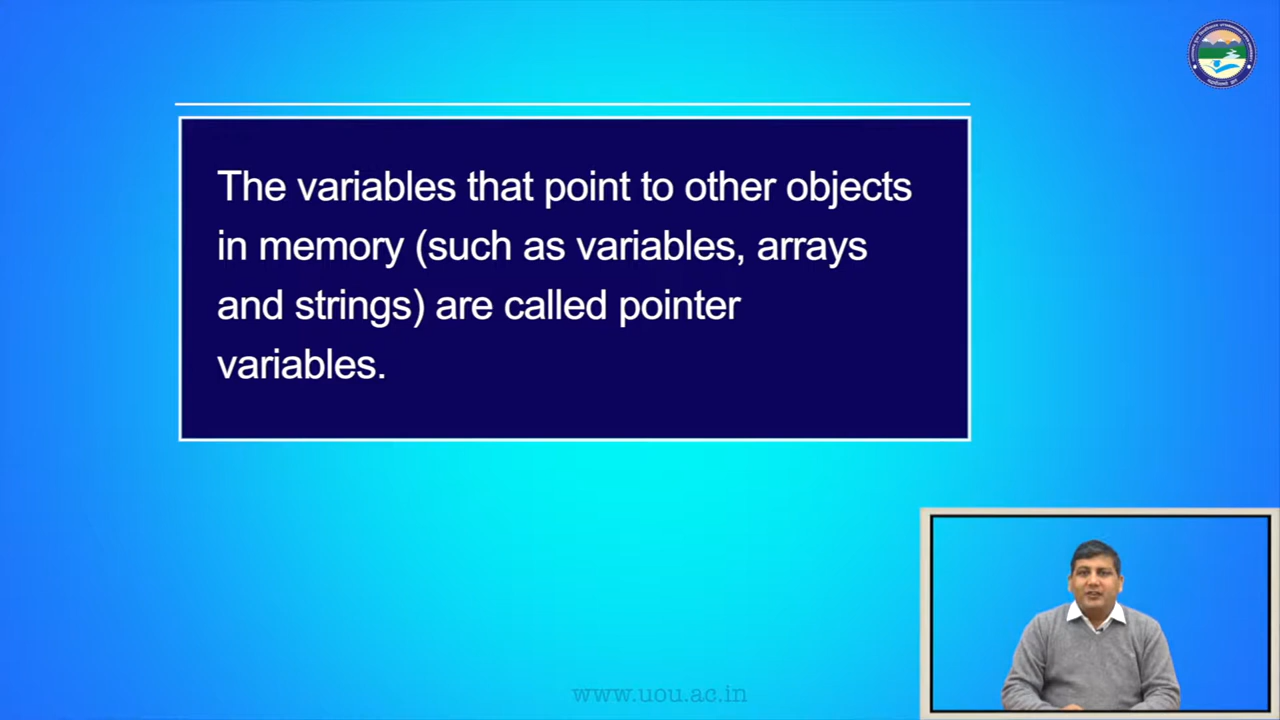 The variables that point to other objects
in memory (such as variables, arrays
and strings) are called pointer
variables.
www.uou.ac.in